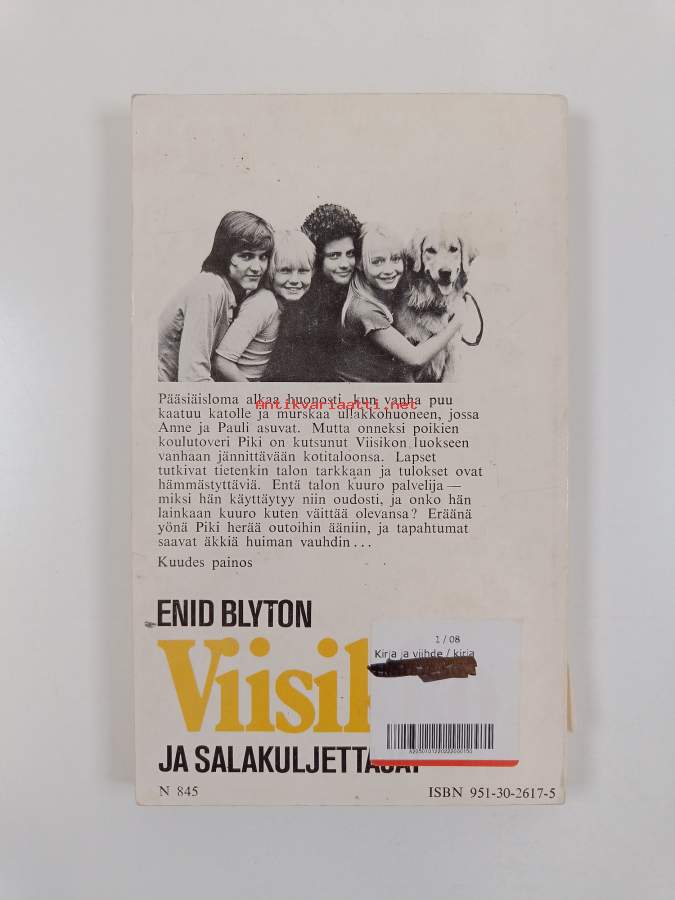 Pääsiäisloma alkaa huonosti, kun vanha puu
antikvariaatti.net
kaatuu katolle ja murskaa ullakkohuoneen, jossa
Anne ja Pauli asuvat. Mutta onneksi poikien
koulutoveri Piki on kutsunut Viisikon luokseen
vanhaan jännittävään kotitaloonsa. Lapset
tutkivat tietenkin talon tarkkaan ja tulokset ovat
hämmästyttäviä. Entä talon kuuro palvelija —
miksi hän käyttäytyy niin oudosti, ja onko hän
lainkaan kuuro kuten väittää olevansa? Eräänä
yönä Piki herää outoihin ääniin, ja tapahtumat
saavat äkkiä huiman vauhdin...
Kuudes painos
ENID BLYTON
1 / 08
Kirja ja viihde / kirja
Viisik
JA SALAKULJETTAJAT
N 845
ISBN 951-30-2617-5